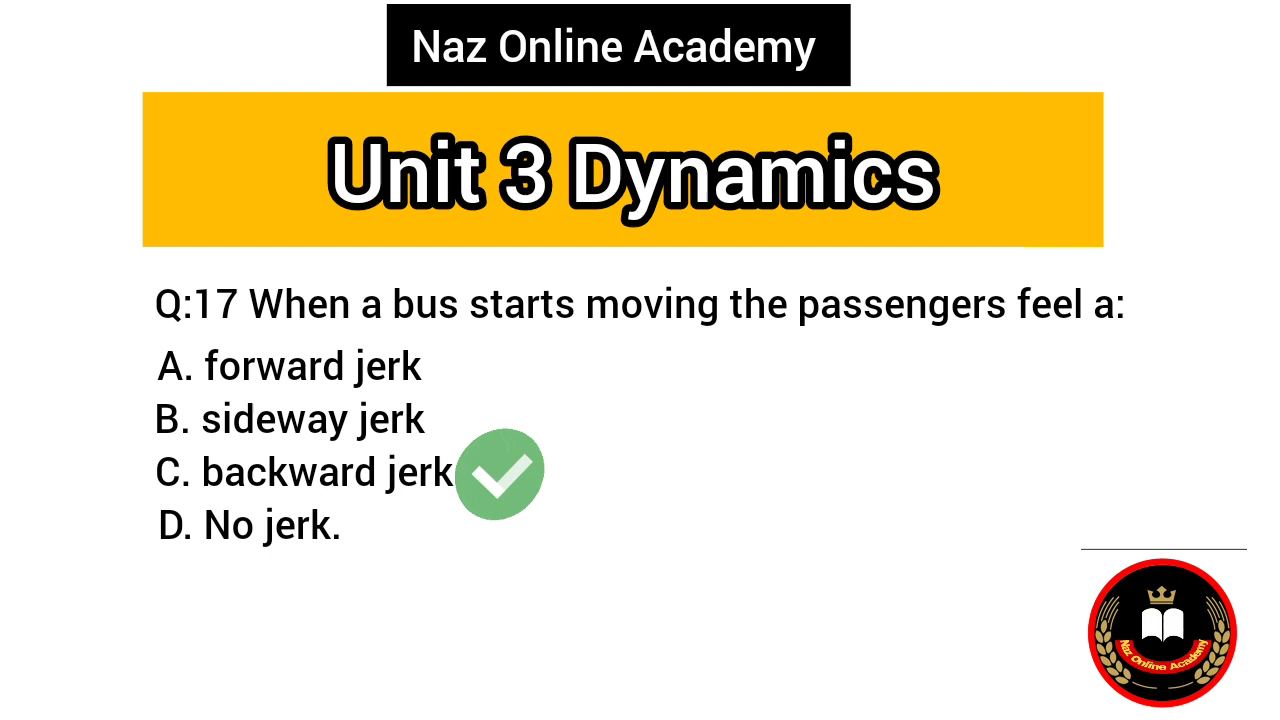 Naz Online Academy
Unit 3 Dynamics
Q:17 When a bus starts moving the passengers feel a:
A. forward jerk
B. sideway jerk
C. backward jerk
D. No jerk.
Naz Online Academy